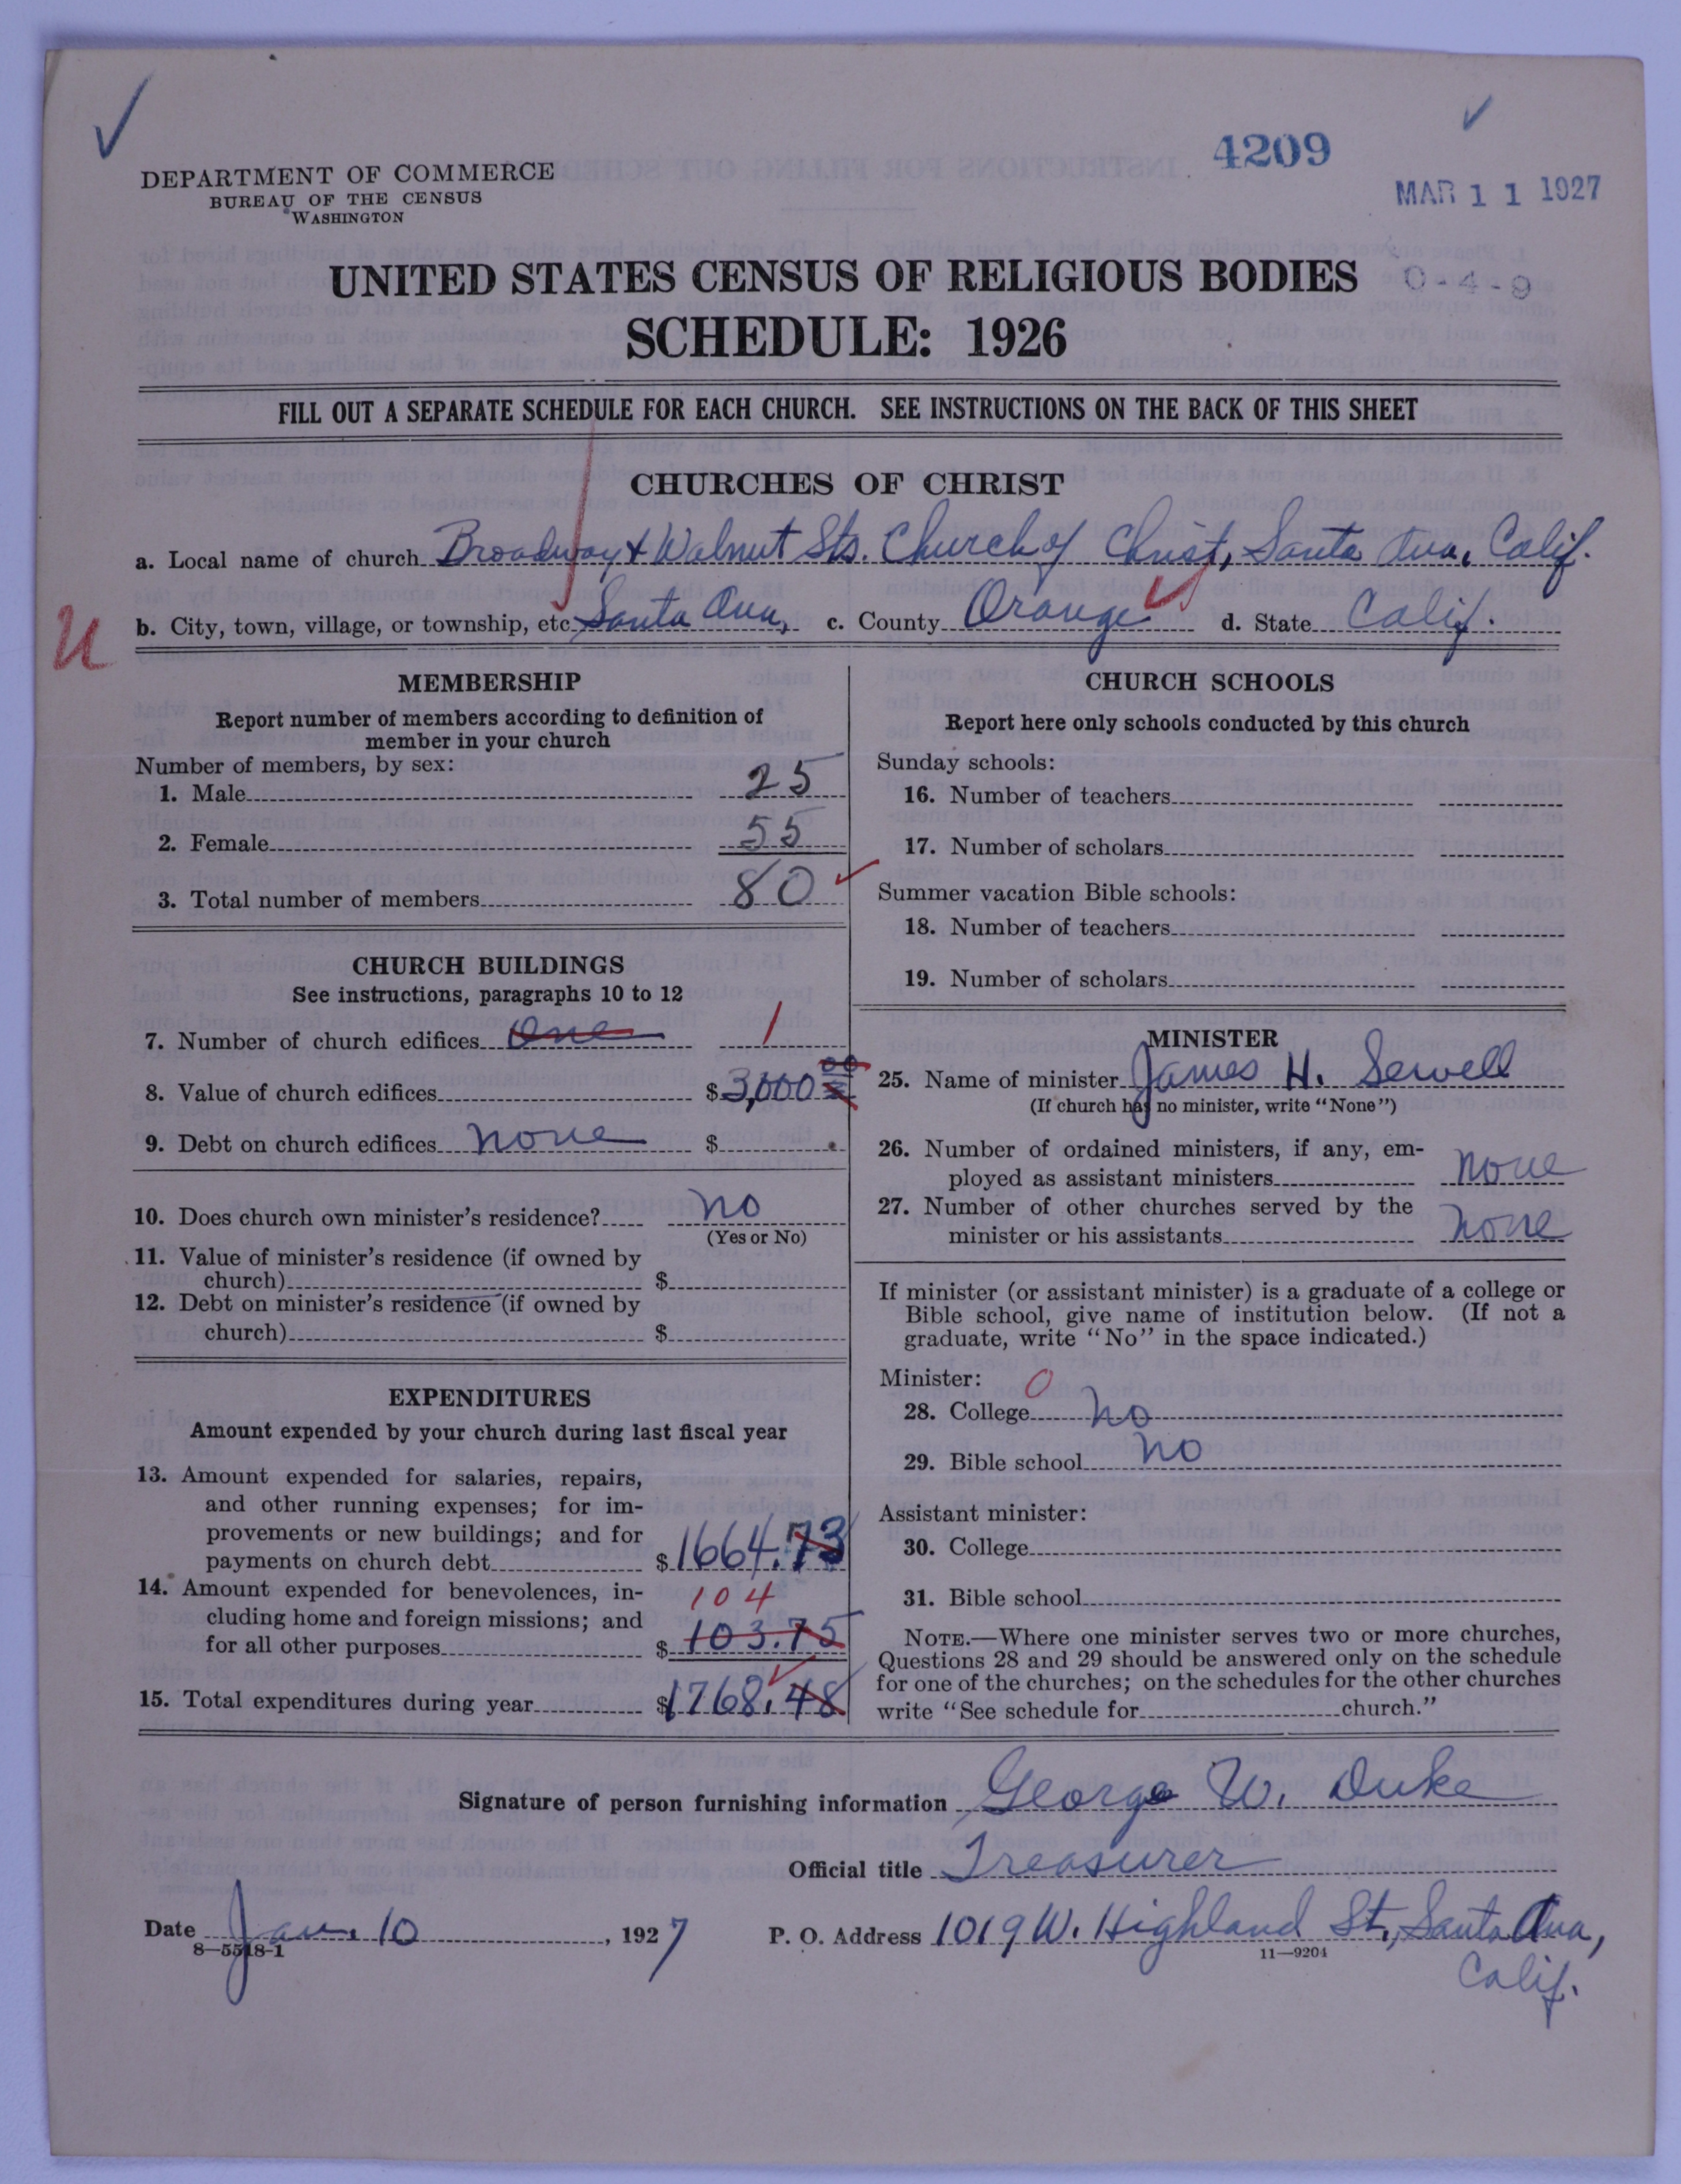 4209
DEPARTMENT OF COMMERCE
BUREAU OF THE CENSUS
WASHINGTON
MAR 11 1927
UNITED STATES CENSUS OF RELIGIOUS BODIES
0-4-9
SCHEDULE: 1926
FILL OUT A SEPARATE SCHEDULE FOR EACH CHURCH. SEE INSTRUCTIONS ON THE BACK OF THIS SHEET
CHURCHES OF CHRIST
a. Local name of church Broadway & Walnut Sts. Church of Christ, Santa Ana, Calif.
U
b. City, town, village, or township, etc. Santa Ana, c. County Orange d. State Calif.
MEMBERSHIP
Report number of members according to definition of
member in your church
Number of members, by sex:
1. Male 25
2. Female 55
3. Total number of members 80
CHURCH BUILDINGS
See instructions, paragraphs 10 to 12
7. Number of church edifices One 1
8. Value of church edifices $3,000 00
9. Debt on church edifices none $
10. Does church own minister's residence? no
(Yes or No)
11. Value of minister's residence (if owned by
church) $
12. Debt on minister's residence (if owned by
church) $
EXPENDITURES
Amount expended by your church during last fiscal year
13. Amount expended for salaries, repairs,
and other running expenses; for im-
provements or new buildings; and for
payments on church debt $1664.73
14. Amount expended for benevolences, in- 104
cluding home and foreign missions; and
for all other purposes $103.75
15. Total expenditures during year $1768.48
CHURCH SCHOOLS
Report here only schools conducted by this church
Sunday schools:
16. Number of teachers
17. Number of scholars
Summer vacation Bible schools:
18. Number of teachers
19. Number of scholars
MINISTER
25. Name of minister James H. Sewell
(If church has no minister, write "None")
26. Number of ordained ministers, if any, em-
ployed as assistant ministers none
27. Number of other churches served by the
minister or his assistants none
If minister (or assistant minister) is a graduate of a college or
Bible school, give name of institution below. (If not a
graduate, write "No" in the space indicated.)
Minister: 0
28. College no
29. Bible school no
Assistant minister:
30. College
31. Bible school
NOTE.—Where one minister serves two or more churches,
Questions 28 and 29 should be answered only on the schedule
for one of the churches; on the schedules for the other churches
write "See schedule for church."
Signature of person furnishing information George W. Duke
Official title Treasurer
Date Jan. 10, 1927 P. O. Address 1019 W. Highland St., Santa Ana,
8—5518-1 11—9204
Calif.